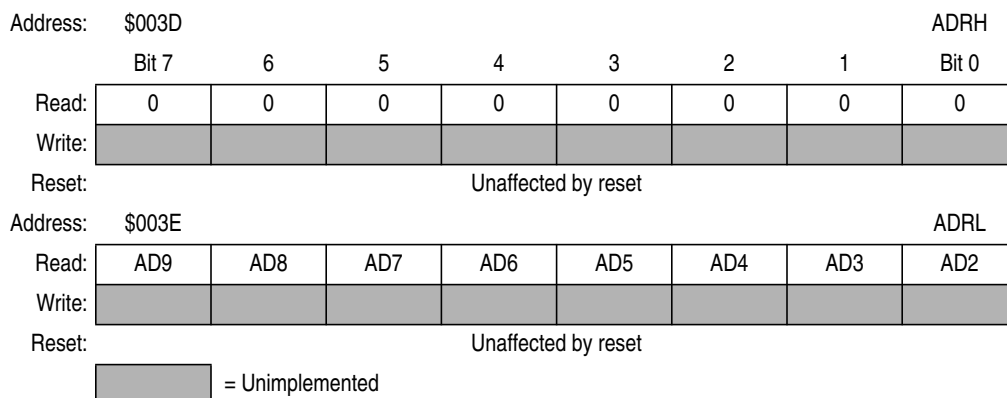 Address: $003D ADRH
Bit 7 6 5 4 3 2 1 Bit 0
Read: 0 0 0 0 0 0 0 0
Write:
Reset: Unaffected by reset
Address: $003E ADRL
Read: AD9 AD8 AD7 AD6 AD5 AD4 AD3 AD2
Write:
Reset: Unaffected by reset
= Unimplemented